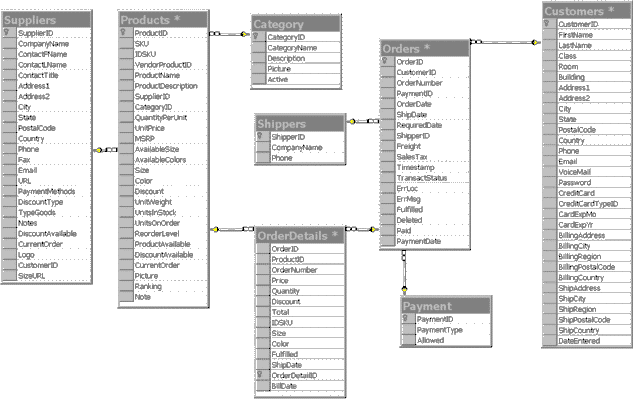 Suppliers
SupplierID
CompanyName
ContactFName
ContactLName
ContactTitle
Address1
Address2
City
State
PostalCode
Country
Phone
Fax
Email
URL
PaymentMethods
DiscountType
TypeGoods
Notes
DiscountAvailable
CurrentOrder
Logo
CustomerID
SizeURL
Products *
ProductID
SKU
IDSKU
VendorProductID
ProductName
ProductDescription
SupplierID
CategoryID
QuantityPerUnit
UnitPrice
MSRP
AvailableSize
AvailableColors
Size
Color
Discount
UnitWeight
UnitsInStock
UnitsOnOrder
ReorderLevel
ProductAvailable
DiscountAvailable
CurrentOrder
Picture
Ranking
Note
Category
CategoryID
CategoryName
Description
Picture
Active
Shippers
ShipperID
CompanyName
Phone
OrderDetails *
OrderID
ProductID
OrderNumber
Price
Quantity
Discount
Total
IDSKU
Size
Color
Fulfilled
ShipDate
OrderDetailID
BillDate
Orders *
OrderID
CustomerID
OrderNumber
PaymentID
OrderDate
ShipDate
RequiredDate
ShipperID
Freight
SalesTax
Timestamp
TransactStatus
ErrLoc
ErrMsg
Fulfilled
Deleted
Paid
PaymentDate
Payment
PaymentID
PaymentType
Allowed
Customers *
CustomerID
FirstName
LastName
Class
Room
Building
Address1
Address2
City
State
PostalCode
Country
Phone
Email
VoiceMail
Password
CreditCard
CreditCardTypeID
CardExpMo
CardExpYr
BillingAddress
BillingCity
BillingRegion
BillingPostalCode
BillingCountry
ShipAddress
ShipCity
ShipRegion
ShipPostalCode
ShipCountry
DateEntered